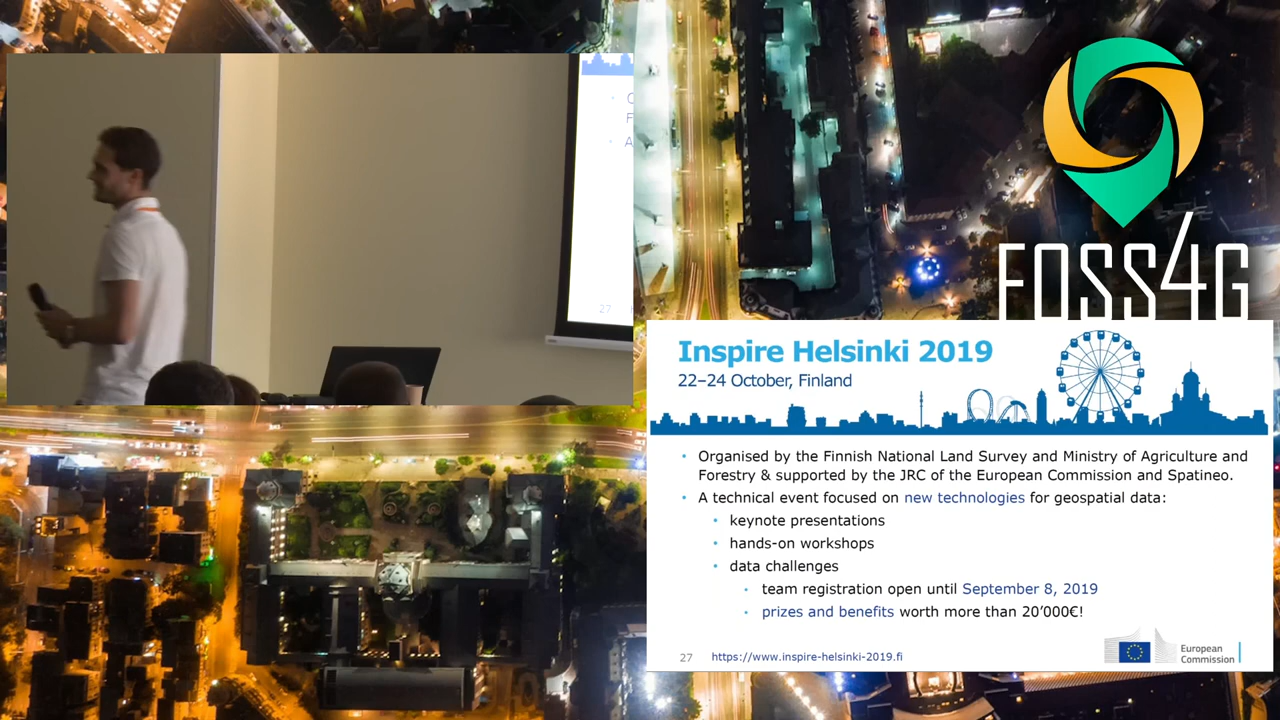 FOSS4G
Inspire Helsinki 2019
22–24 October, Finland
• Organised by the Finnish National Land Survey and Ministry of Agriculture and
Forestry & supported by the JRC of the European Commission and Spatineo.
• A technical event focused on new technologies for geospatial data:
• keynote presentations
• hands-on workshops
• data challenges
• team registration open until September 8, 2019
• prizes and benefits worth more than 20’000€!
27
https://www.inspire-helsinki-2019.fi
European
Commission
F
A
27